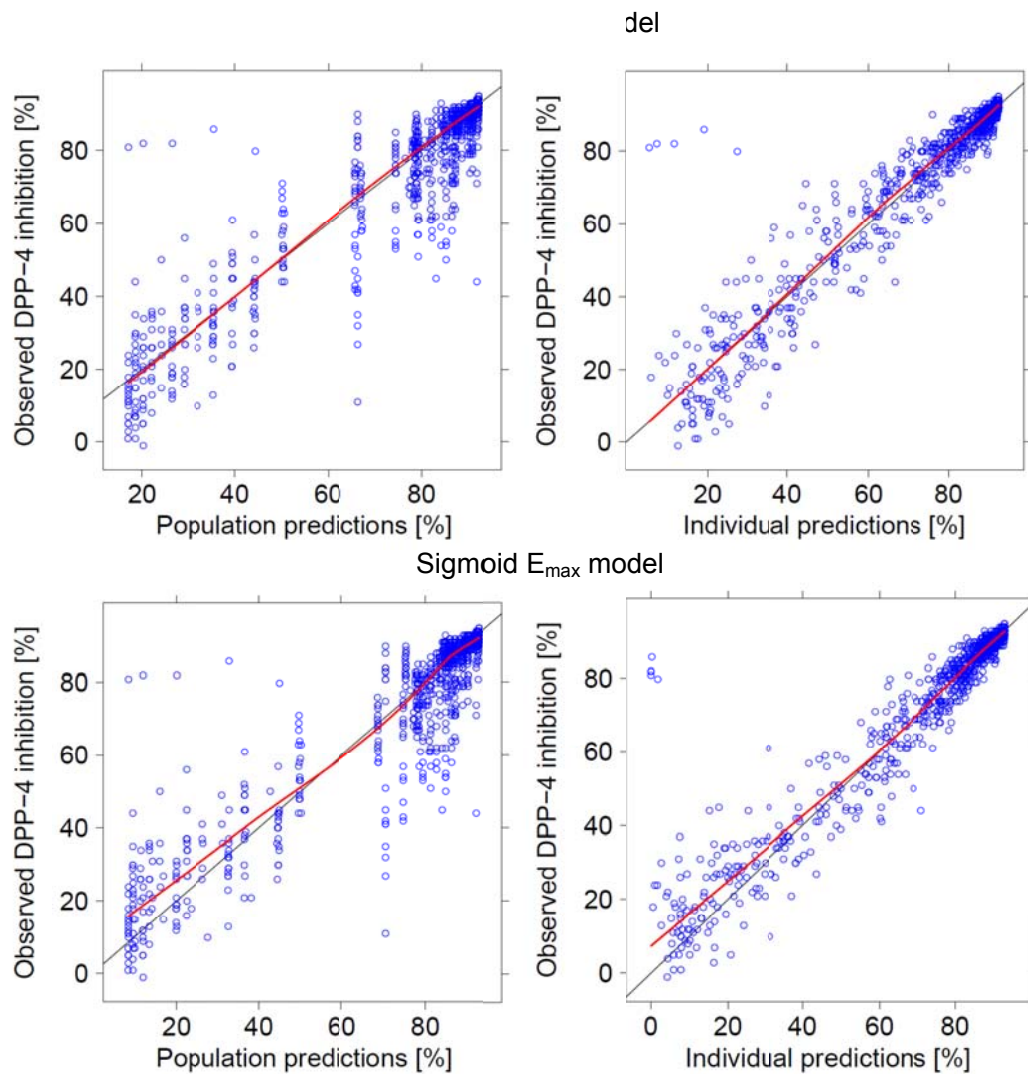 del
Observed DPP−4 inhibition [%]
80
60
40
20
0
20 40 60 80
Population predictions [%]
Observed DPP−4 inhibition [%]
80
60
40
20
0
20 40 60 80
Individual predictions [%]
Sigmoid Emax model
Observed DPP−4 inhibition [%]
80
60
40
20
0
20 40 60 80
Population predictions [%]
Observed DPP−4 inhibition [%]
80
60
40
20
0
0 20 40 60 80
Individual predictions [%]